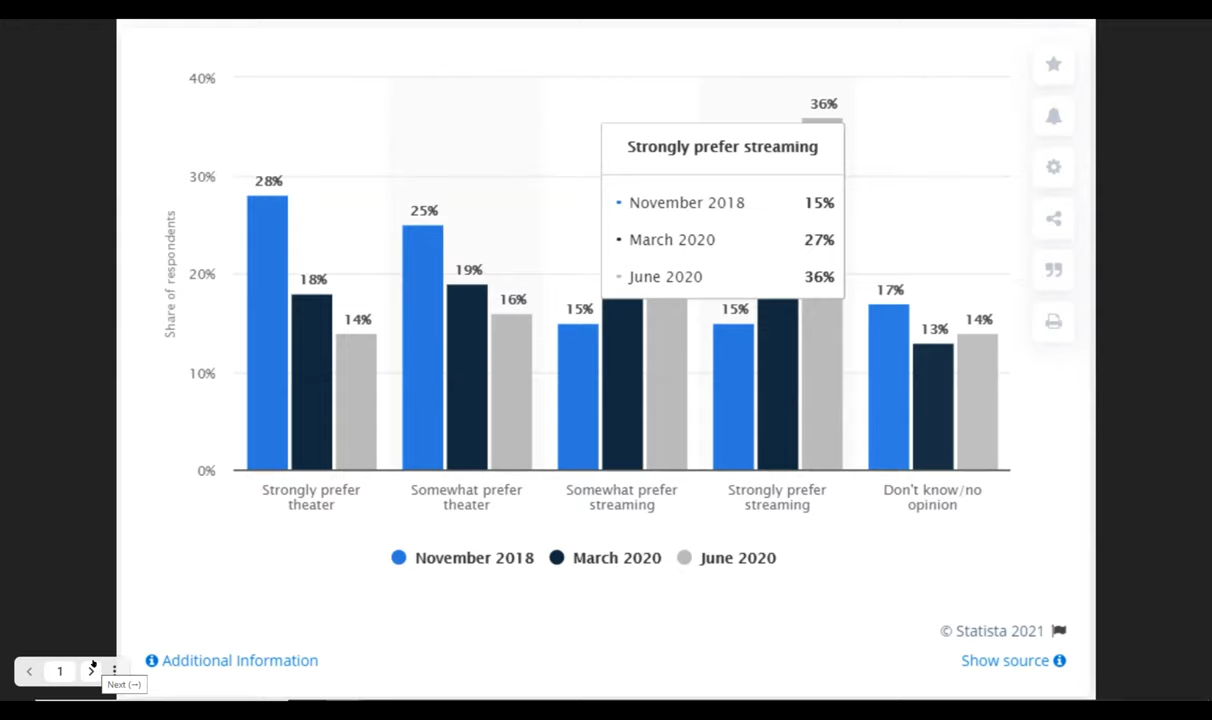 40%
36%
Strongly prefer streaming
30%
28%
25%
November 2018 15%
March 2020 27%
June 2020 36%
Share of respondents
20%
18%
19%
17%
14%
16%
15%
15%
13%
14%
10%
0%
Strongly prefer
theater
Somewhat prefer
theater
Somewhat prefer
streaming
Strongly prefer
streaming
Don't know/no
opinion
November 2018 March 2020 June 2020
© Statista 2021
Additional Information
Show source
1
Next (→)